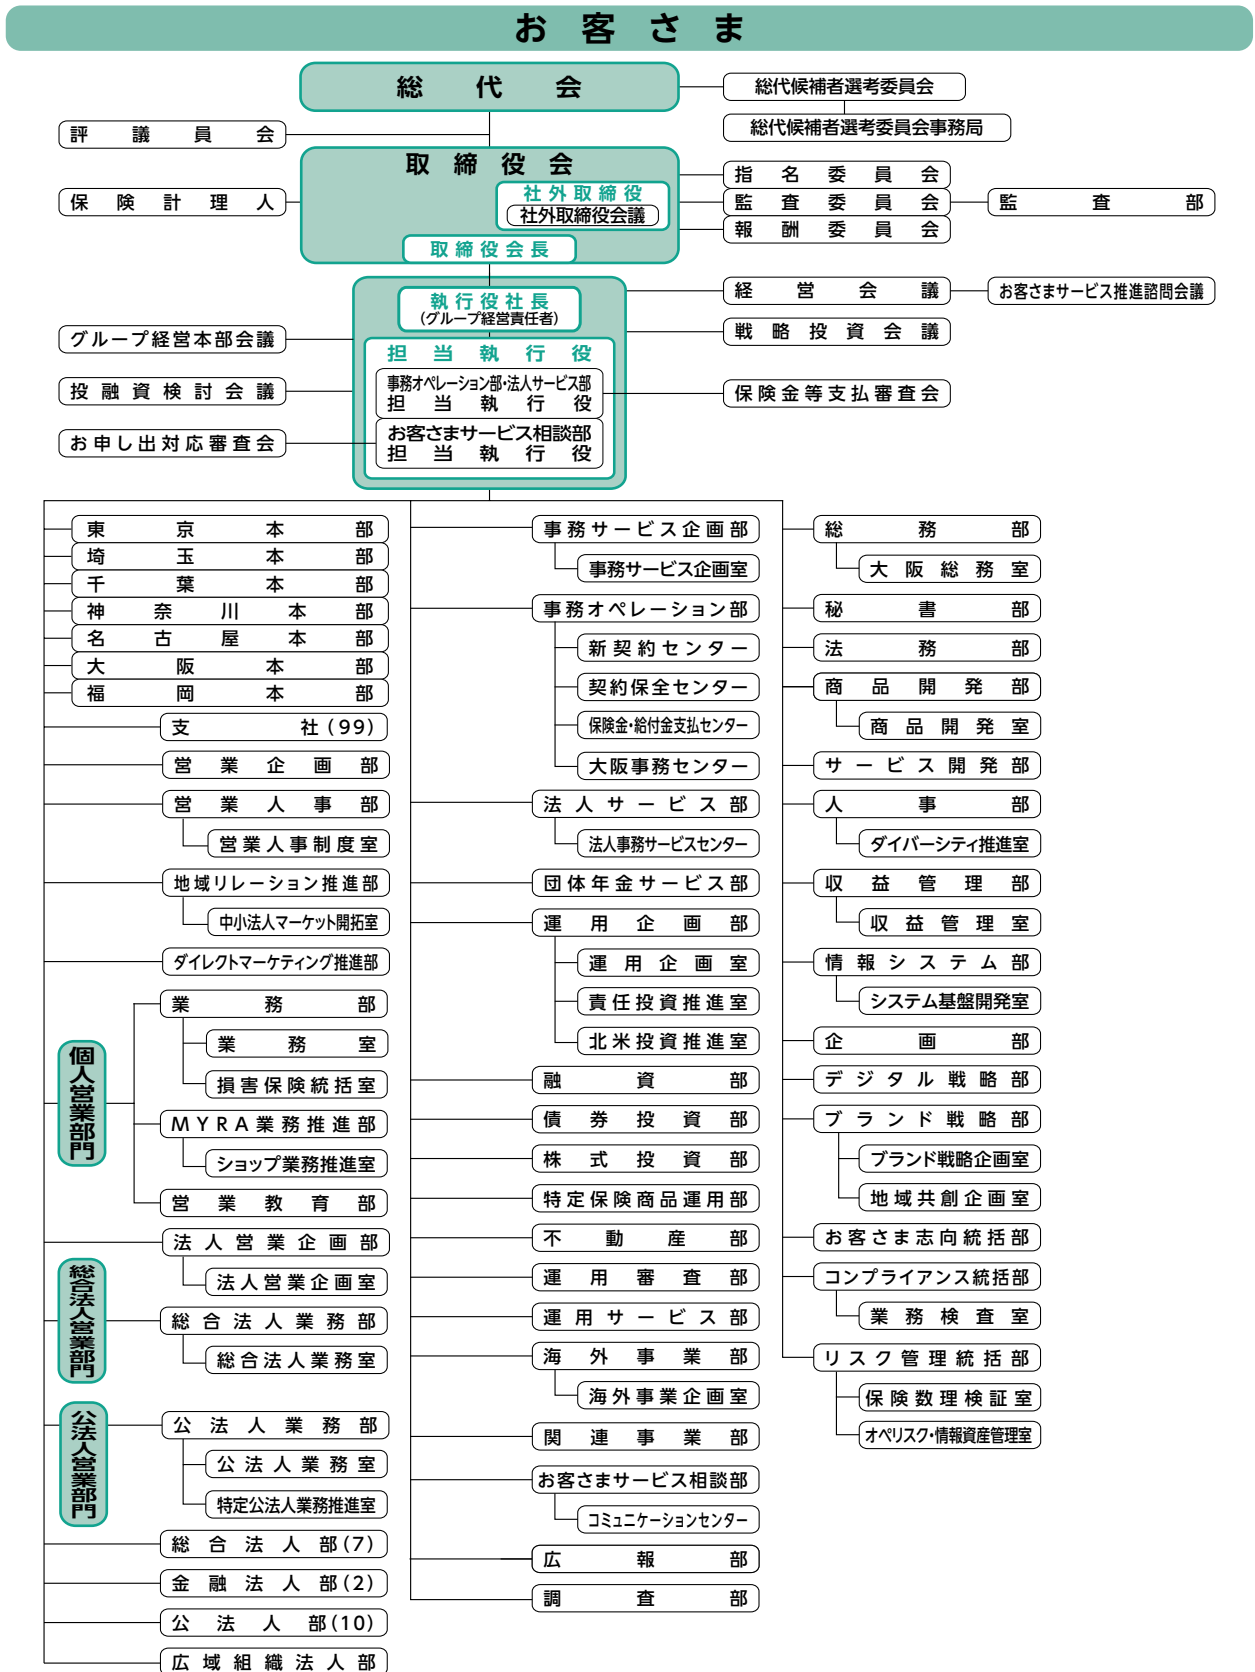 お客さま
総代会
総代候補者選考委員会
総代候補者選考委員会事務局
評議員会
取締役会
社外取締役
社外取締役会議
取締役会長
保険計理人
指名委員会
監査委員会
監査部
報酬委員会
執行役社長
(グループ経営責任者)
経営会議
お客さまサービス推進諮問会議
戦略投資会議
グループ経営本部会議
担当執行役
投融資検討会議
事務オペレーション部・法人サービス部
担当執行役
保険金等支払審査会
お申し出対応審査会
お客さまサービス相談部
担当執行役
東京本部
埼玉本部
千葉本部
神奈川本部
名古屋本部
大阪本部
福岡本部
支社(99)
営業企画部
営業人事部
営業人事制度室
地域リレーション推進部
中小法人マーケット開拓室
ダイレクトマーケティング推進部
個人営業部門
業務部
業務室
損害保険統括室
MYRA業務推進部
ショップ業務推進室
営業教育部
法人営業企画部
法人営業企画室
総合法人営業部門
総合法人業務部
総合法人業務室
公法人営業部門
公法人業務部
公法人業務室
特定公法人業務推進室
総合法人部(7)
金融法人部(2)
公法人部(10)
広域組織法人部
事務サービス企画部
事務サービス企画室
事務オペレーション部
新契約センター
契約保全センター
保険金・給付金支払センター
大阪事務センター
法人サービス部
法人事務サービスセンター
団体年金サービス部
運用企画部
運用企画室
責任投資推進室
北米投資推進室
融資部
債券投資部
株式投資部
特定保険商品運用部
不動産部
運用審査部
運用サービス部
海外事業部
海外事業企画室
関連事業部
お客さまサービス相談部
コミュニケーションセンター
広報部
調査部
総務部
大阪総務室
秘書部
法務部
商品開発部
商品開発室
サービス開発部
人事部
ダイバーシティ推進室
収益管理部
収益管理室
情報システム部
システム基盤開発室
企画部
デジタル戦略部
ブランド戦略部
ブランド戦略企画室
地域共創企画室
お客さま志向統括部
コンプライアンス統括部
業務検査室
リスク管理統括部
保険数理検証室
オペリスク・情報資産管理室